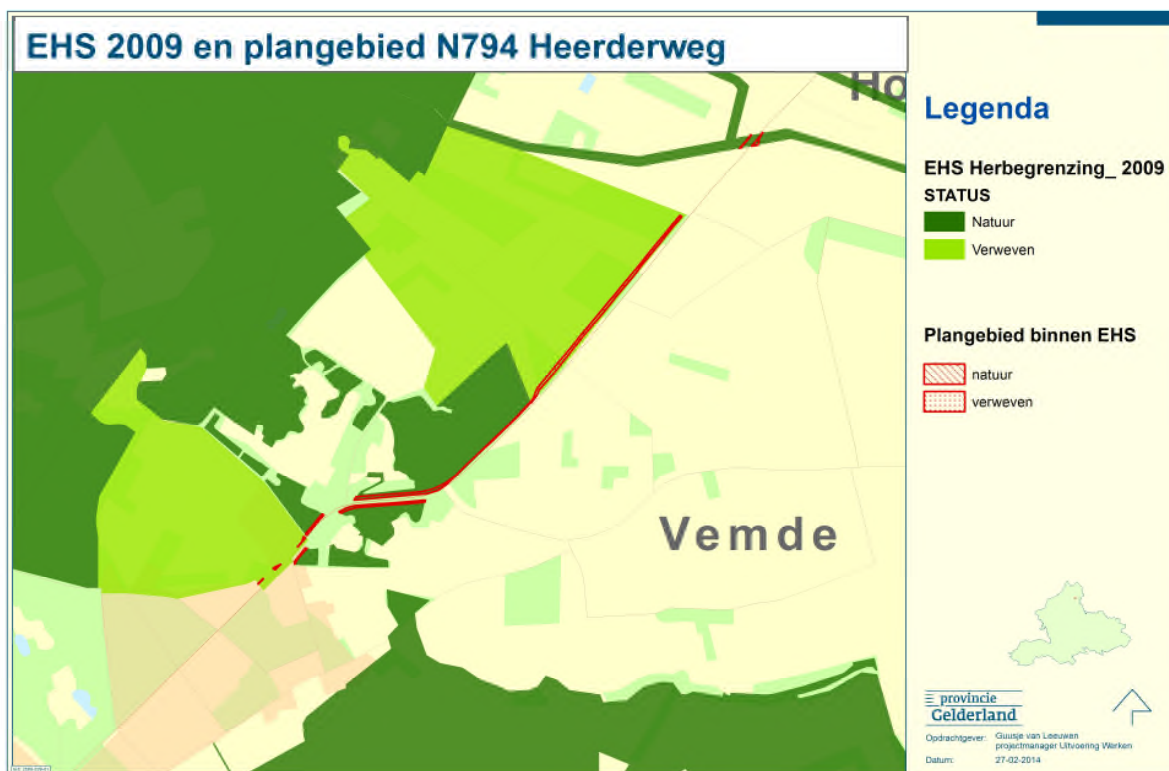 EHS 2009 en plangebied N794 Heerderweg
Ho
Vemde
Legenda
EHS Herbegrenzing_ 2009
STATUS
Natuur
Verweven
Plangebied binnen EHS
natuur
verweven
provincie
Gelderland
Opdrachtgever: Guusje van Leeuwen
projectmanager Uitvoering Werken
Datum: 27-02-2014